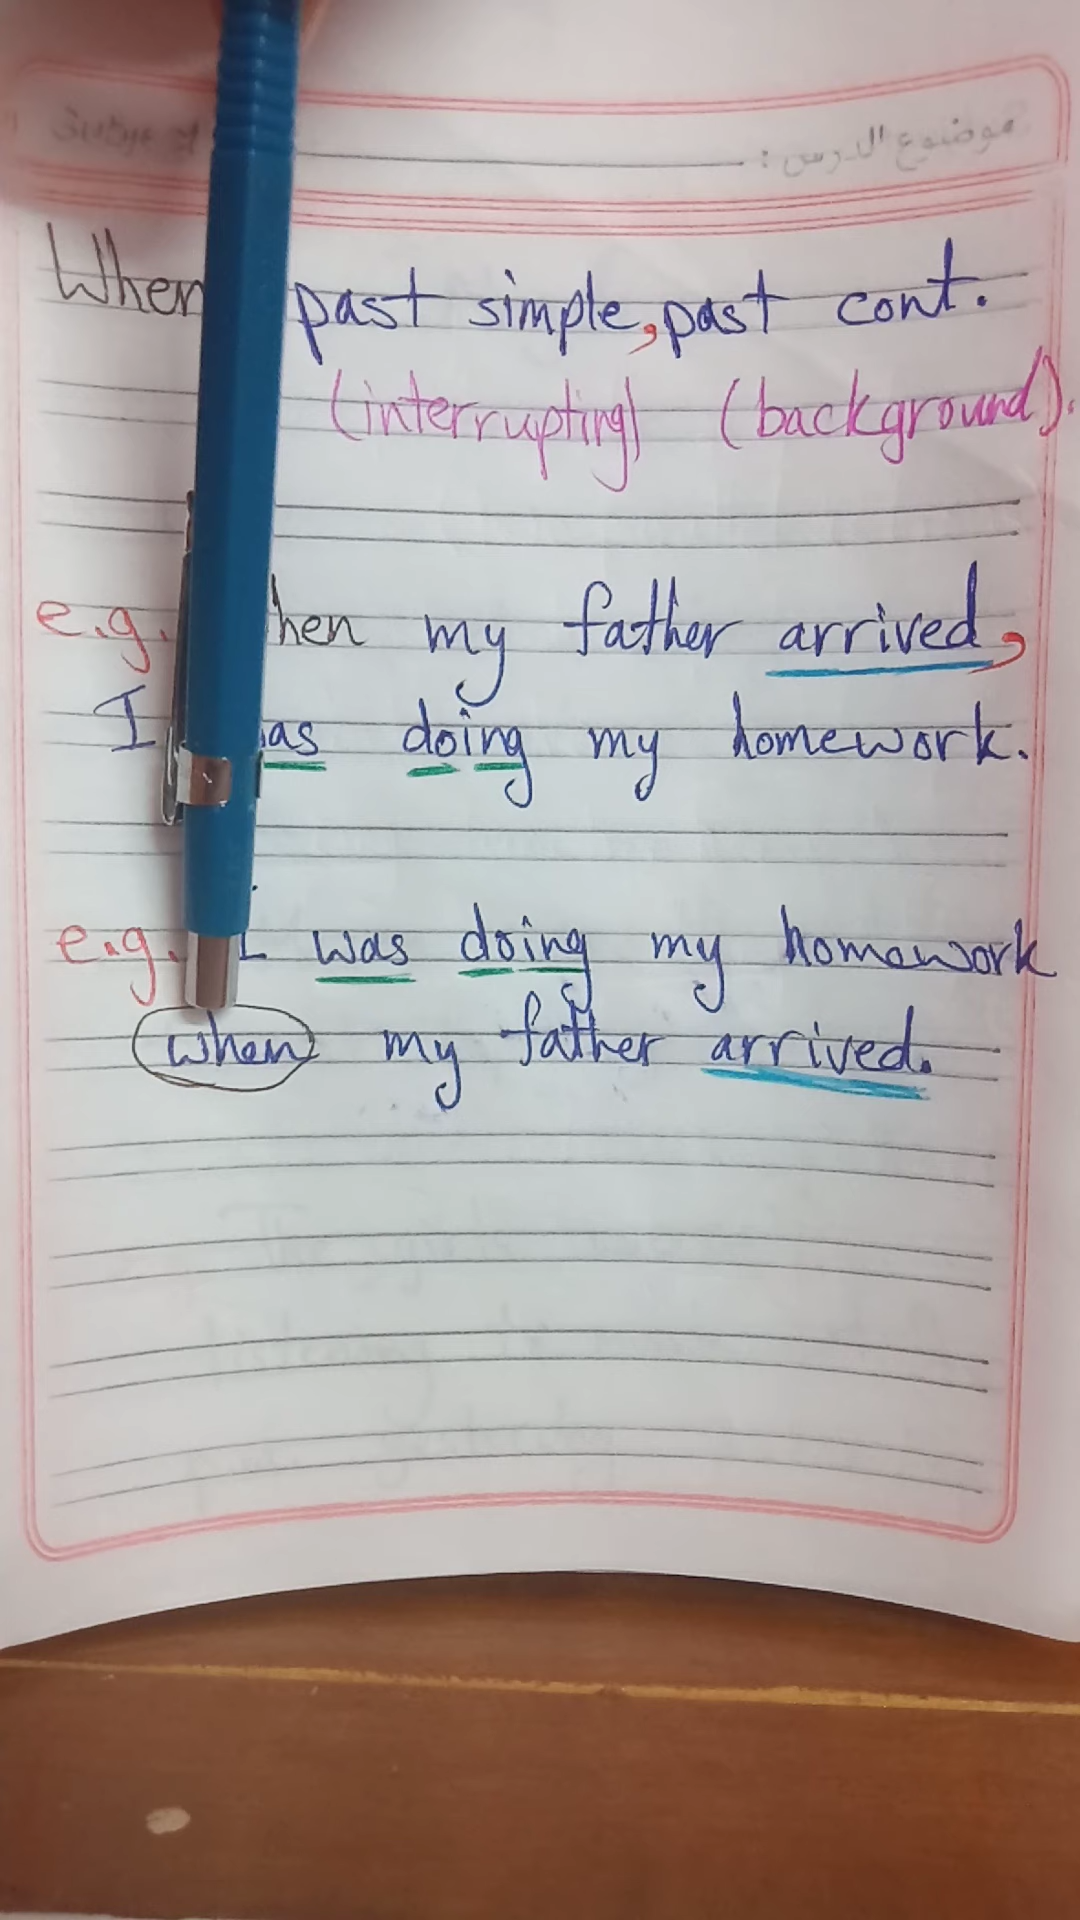 Subject
موضوع الدرس :
When past simple, past cont.
(interrupting) (background).
e.g. hen my father arrived,
I as doing my homework.
e.g. I was doing my homework
when my father arrived.